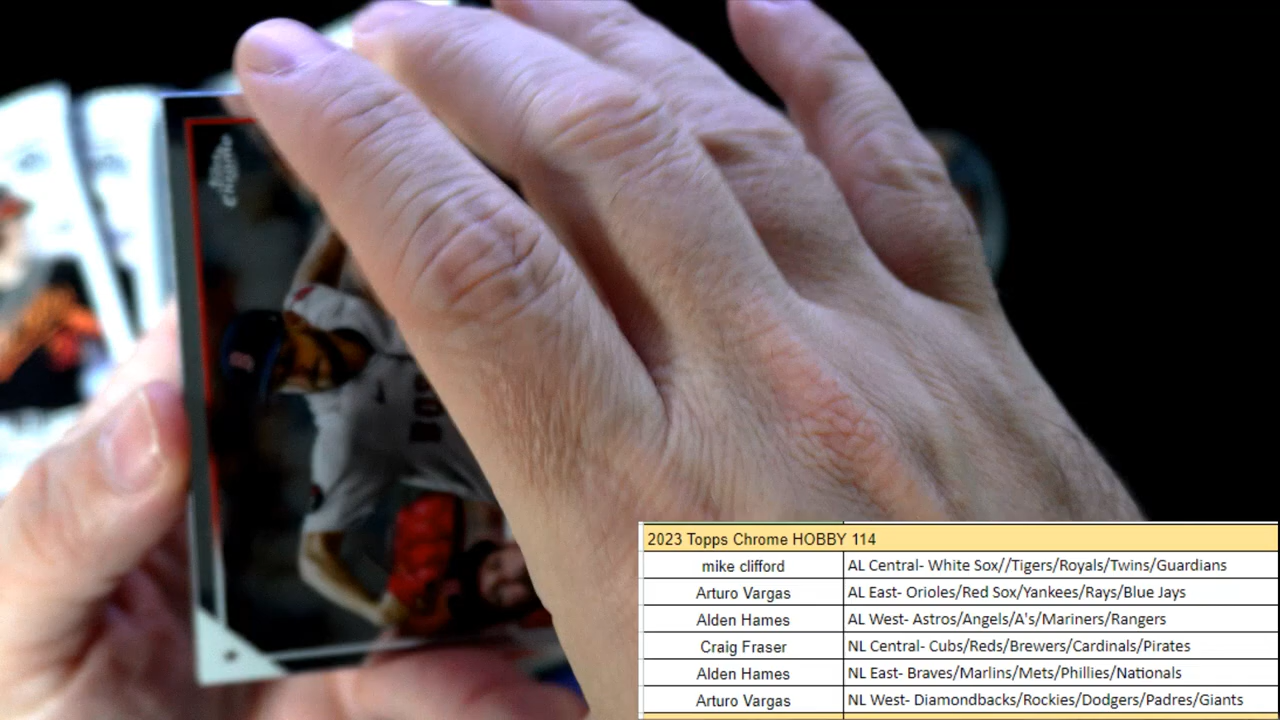 topps
chrome
BO
2023 Topps Chrome HOBBY 114
mike clifford AL Central- White Sox//Tigers/Royals/Twins/Guardians
Arturo Vargas AL East- Orioles/Red Sox/Yankees/Rays/Blue Jays
Alden Hames AL West- Astros/Angels/A's/Mariners/Rangers
Craig Fraser NL Central- Cubs/Reds/Brewers/Cardinals/Pirates
Alden Hames NL East- Braves/Marlins/Mets/Phillies/Nationals
Arturo Vargas NL West- Diamondbacks/Rockies/Dodgers/Padres/Giants